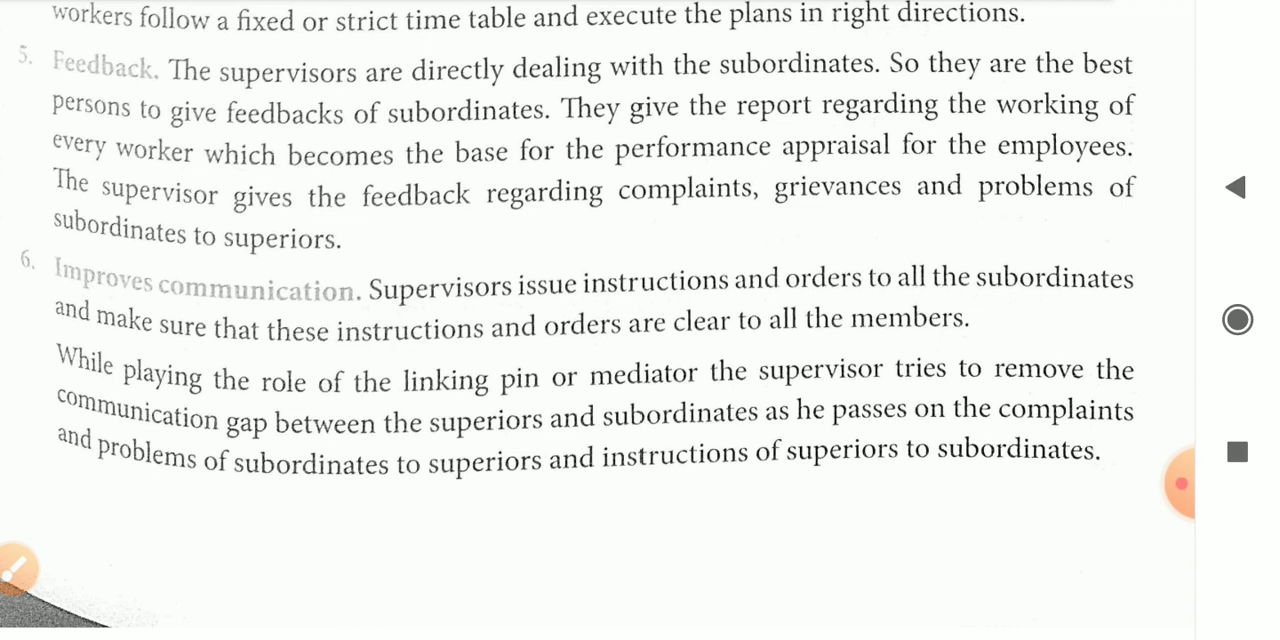 workers follow a fixed or strict time table and execute the plans in right directions.
5. Feedback. The supervisors are directly dealing with the subordinates. So they are the best
persons to give feedbacks of subordinates. They give the report regarding the working of
every worker which becomes the base for the performance appraisal for the employees.
The supervisor gives the feedback regarding complaints, grievances and problems of
subordinates to superiors.
6. Improves communication. Supervisors issue instructions and orders to all the subordinates
and make sure that these instructions and orders are clear to all the members.
While playing the role of the linking pin or mediator the supervisor tries to remove the
communication gap between the superiors and subordinates as he passes on the complaints
and problems of subordinates to superiors and instructions of superiors to subordinates.